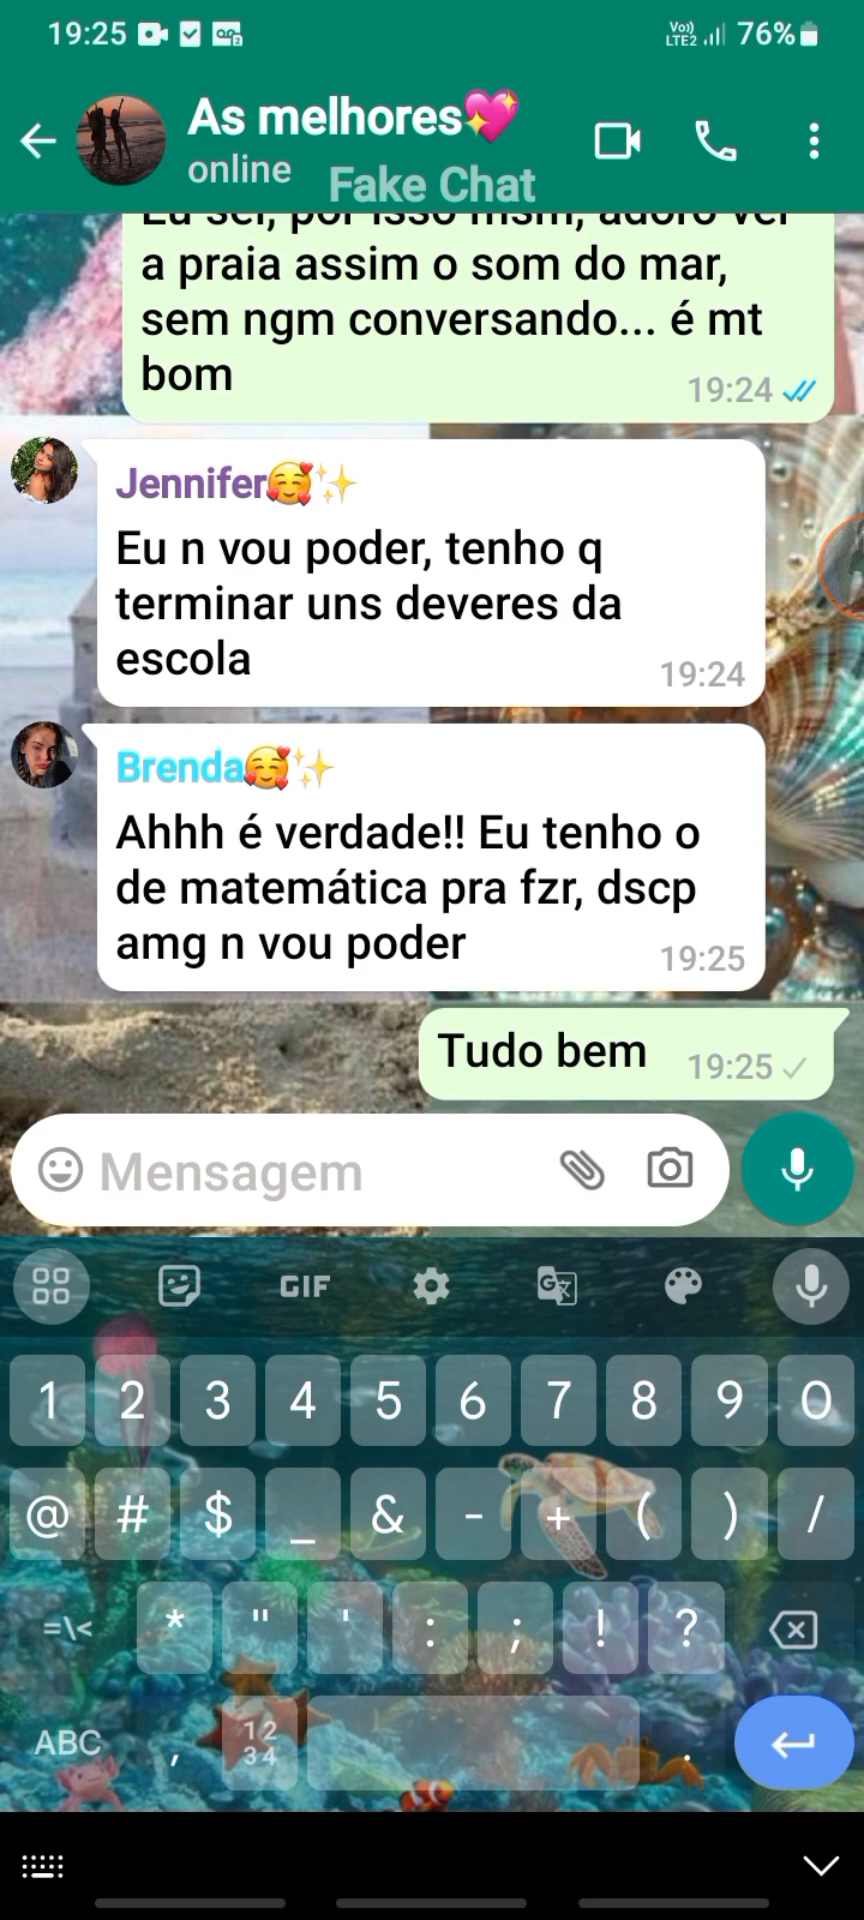 19:25
Vo)) LTE2 76%
As melhores💖
online
Fake Chat
Eu sei, por isso msm, adoro ver
a praia assim o som do mar,
sem ngm conversando... é mt
bom
19:24
Jennifer🥰✨
Eu n vou poder, tenho q
terminar uns deveres da
escola
19:24
Brenda🥰✨
Ahhh é verdade!! Eu tenho o
de matemática pra fzr, dscp
amg n vou poder
19:25
Tudo bem
19:25
Mensagem
GIF
1 2 3 4 5 6 7 8 9 0
@ # $ _ & - + ( ) /
=\< * " ' : ; ! ?
ABC , 12 34 .